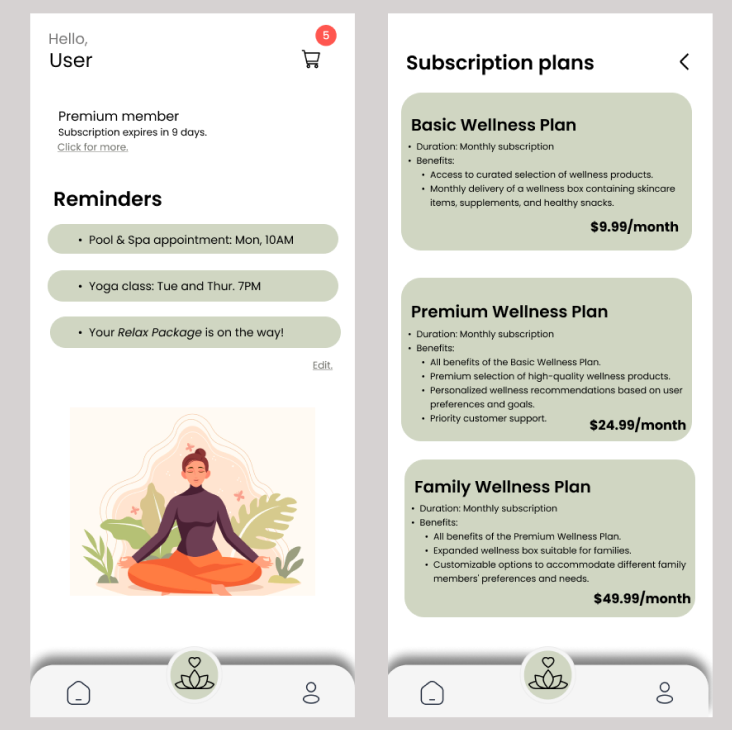 Hello,
5
User
Premium member
Subscription expires in 9 days.
Click for more.
Reminders
• Pool & Spa appointment: Mon, 10AM
• Yoga class: Tue and Thur. 7PM
• Your Relax Package is on the way!
Edit.
Subscription plans
Basic Wellness Plan
• Duration: Monthly subscription
• Benefits:
• Access to curated selection of wellness products.
• Monthly delivery of a wellness box containing skincare
items, supplements, and healthy snacks.
$9.99/month
Premium Wellness Plan
• Duration: Monthly subscription
• Benefits:
• All benefits of the Basic Wellness Plan.
• Premium selection of high-quality wellness products.
• Personalized wellness recommendations based on user
preferences and goals.
• Priority customer support.
$24.99/month
Family Wellness Plan
• Duration: Monthly subscription
• Benefits:
• All benefits of the Premium Wellness Plan.
• Expanded wellness box suitable for families.
• Customizable options to accommodate different family
members' preferences and needs.
$49.99/month